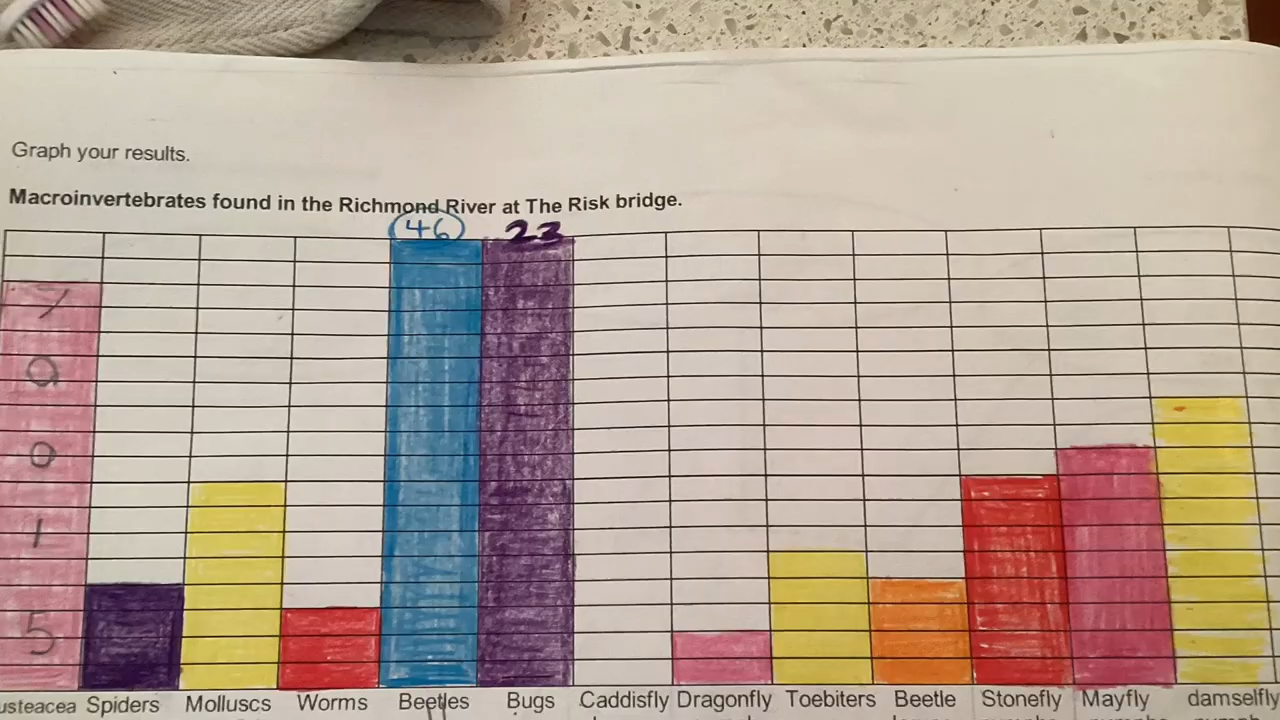 Graph your results.
Macroinvertebrates found in the Richmond River at The Risk bridge.
46 23
0
1
5
usteacea Spiders Molluscs Worms Beetles Bugs Caddisfly Dragonfly Toebiters Beetle Stonefly Mayfly damselfly